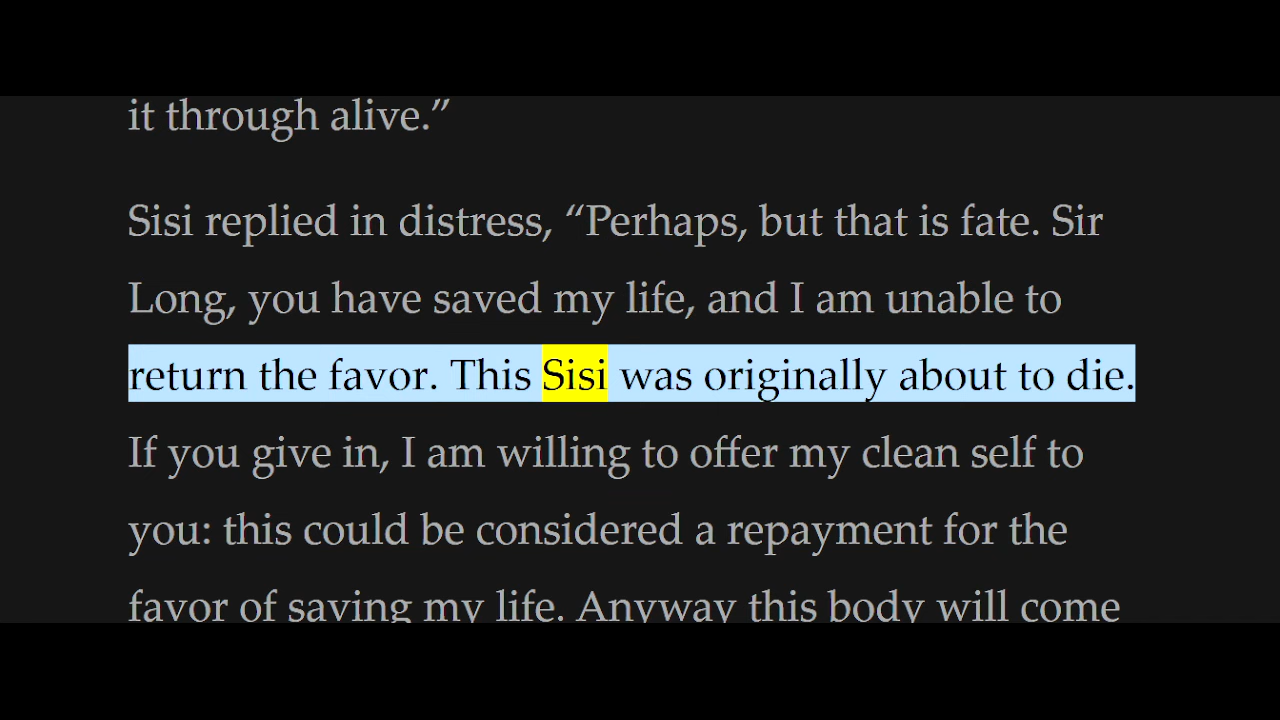 it through alive.”
Sisi replied in distress, “Perhaps, but that is fate. Sir
Long, you have saved my life, and I am unable to
return the favor. This Sisi was originally about to die.
If you give in, I am willing to offer my clean self to
you: this could be considered a repayment for the
favor of saving my life. Anyway this body will come